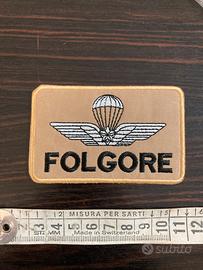 FOLGORE
MISURA PER SARTI
Made in Switzerland
1 2 3 4 5 6 7 8 9 10 11 12
subito